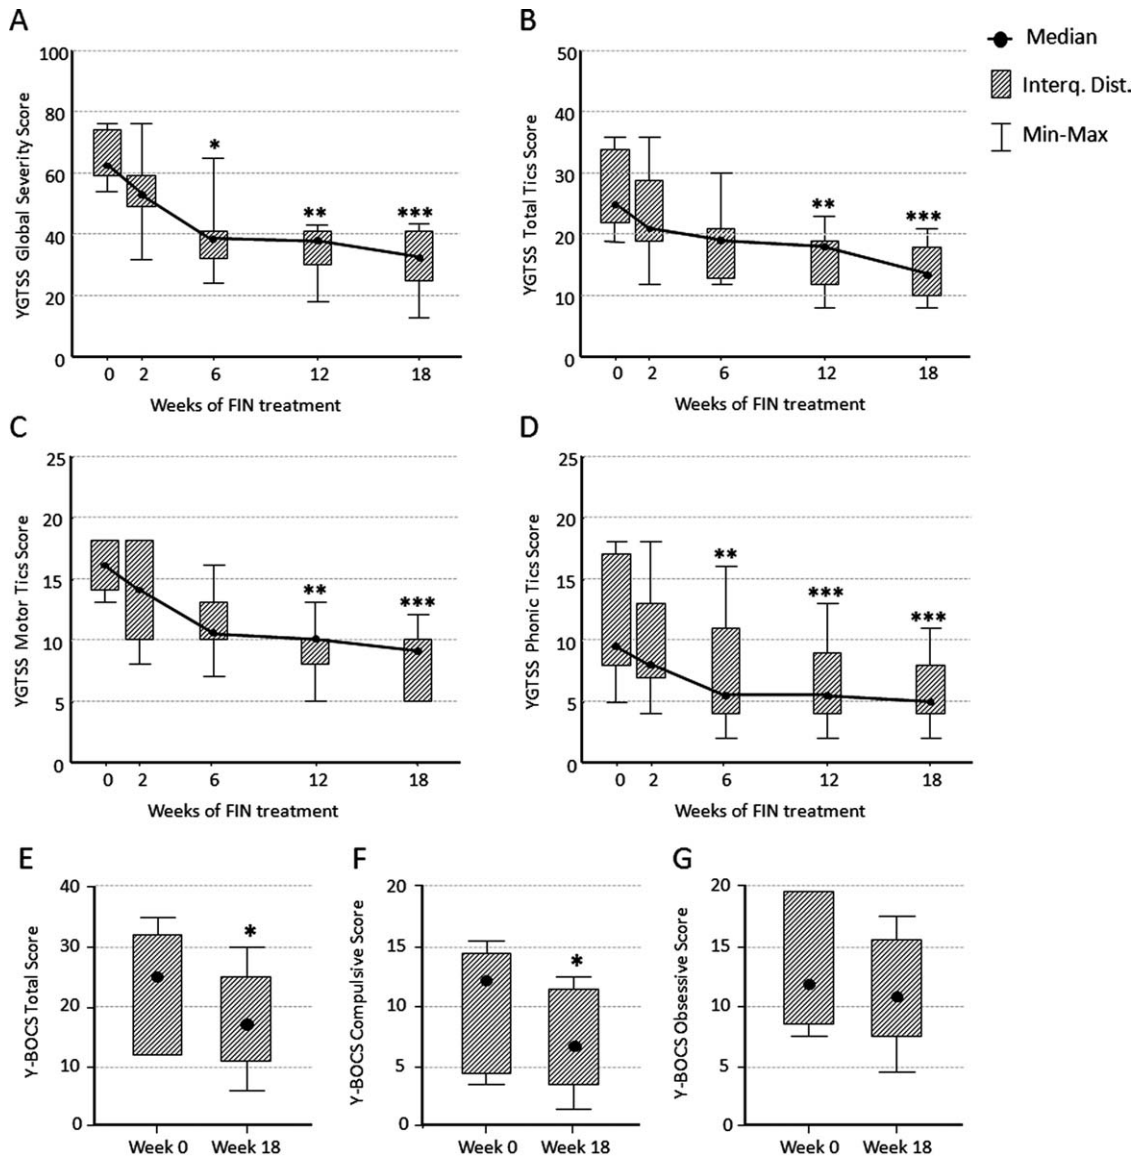 A
YGTSS Global Severity Score
100
80
60
40
20
0
*
**
***
0 2 6 12 18
Weeks of FIN treatment
B
YGTSS Total Tics Score
50
40
30
20
10
0
**
***
0 2 6 12 18
Weeks of FIN treatment
Median
Interq. Dist.
Min-Max
C
YGTSS Motor Tics Score
25
20
15
10
5
0
**
***
0 2 6 12 18
Weeks of FIN treatment
D
YGTSS Phonic Tics Score
25
20
15
10
5
0
**
***
***
0 2 6 12 18
Weeks of FIN treatment
E
Y-BOCS Total Score
40
30
20
10
0
*
Week 0 Week 18
F
Y-BOCS Compulsive Score
20
15
10
5
0
*
Week 0 Week 18
G
Y-BOCS Obsessive Score
20
15
10
5
0
Week 0 Week 18